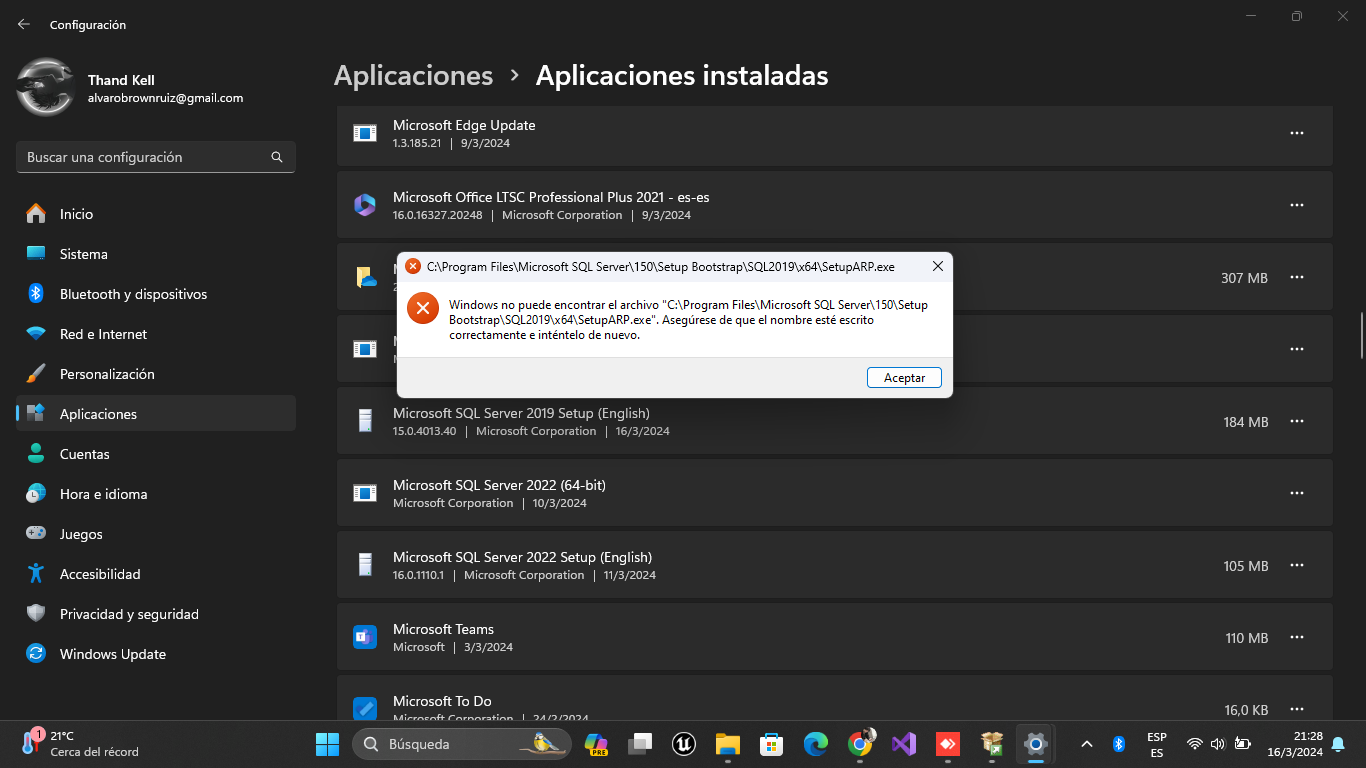 Configuración
Thand Kell
alvarobrownruiz@gmail.com
Buscar una configuración
Inicio
Sistema
Bluetooth y dispositivos
Red e Internet
Personalización
Aplicaciones
Cuentas
Hora e idioma
Juegos
Accesibilidad
Privacidad y seguridad
Windows Update
Aplicaciones › Aplicaciones instaladas
Microsoft Edge Update
1.3.185.21 | 9/3/2024
Microsoft Office LTSC Professional Plus 2021 - es-es
16.0.16327.20248 | Microsoft Corporation | 9/3/2024
307 MB
C:\Program Files\Microsoft SQL Server\150\Setup Bootstrap\SQL2019\x64\SetupARP.exe
Windows no puede encontrar el archivo "C:\Program Files\Microsoft SQL Server\150\Setup
Bootstrap\SQL2019\x64\SetupARP.exe". Asegúrese de que el nombre esté escrito
correctamente e inténtelo de nuevo.
Aceptar
Microsoft SQL Server 2019 Setup (English)
15.0.4013.40 | Microsoft Corporation | 16/3/2024
184 MB
Microsoft SQL Server 2022 (64-bit)
Microsoft Corporation | 10/3/2024
Microsoft SQL Server 2022 Setup (English)
16.0.1110.1 | Microsoft Corporation | 11/3/2024
105 MB
Microsoft Teams
Microsoft | 3/3/2024
110 MB
Microsoft To Do
Microsoft Corporation | 24/2/2024
16,0 KB
1
21°C
Cerca del récord
Búsqueda
PRE
ESP
ES
21:28
16/3/2024